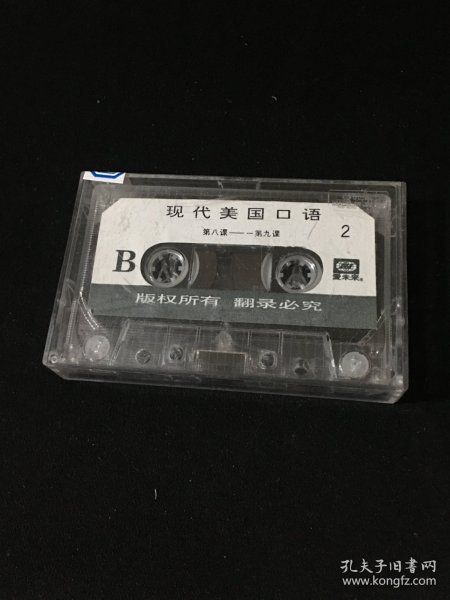 现代美国口语
第八课——第九课
2
B
版权所有 翻录必究
孔夫子旧书网
www.kongfz.com